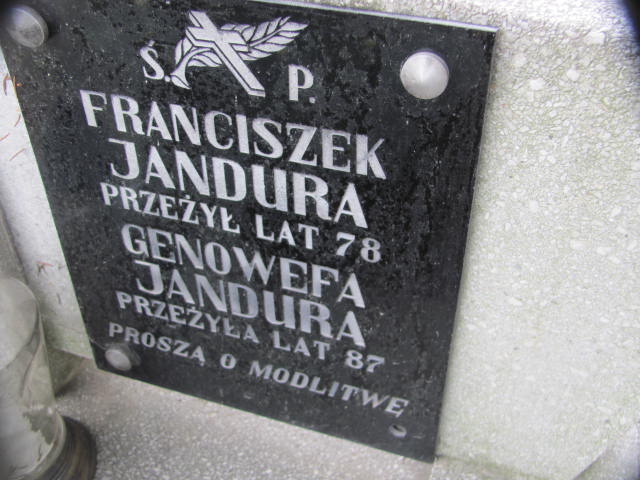 Ś. P.
FRANCISZEK
JANDURA
PRZEŻYŁ LAT 78
GENOWEFA
JANDURA
PRZEŻYŁA LAT 87
PROSZĄ O MODLITWĘ